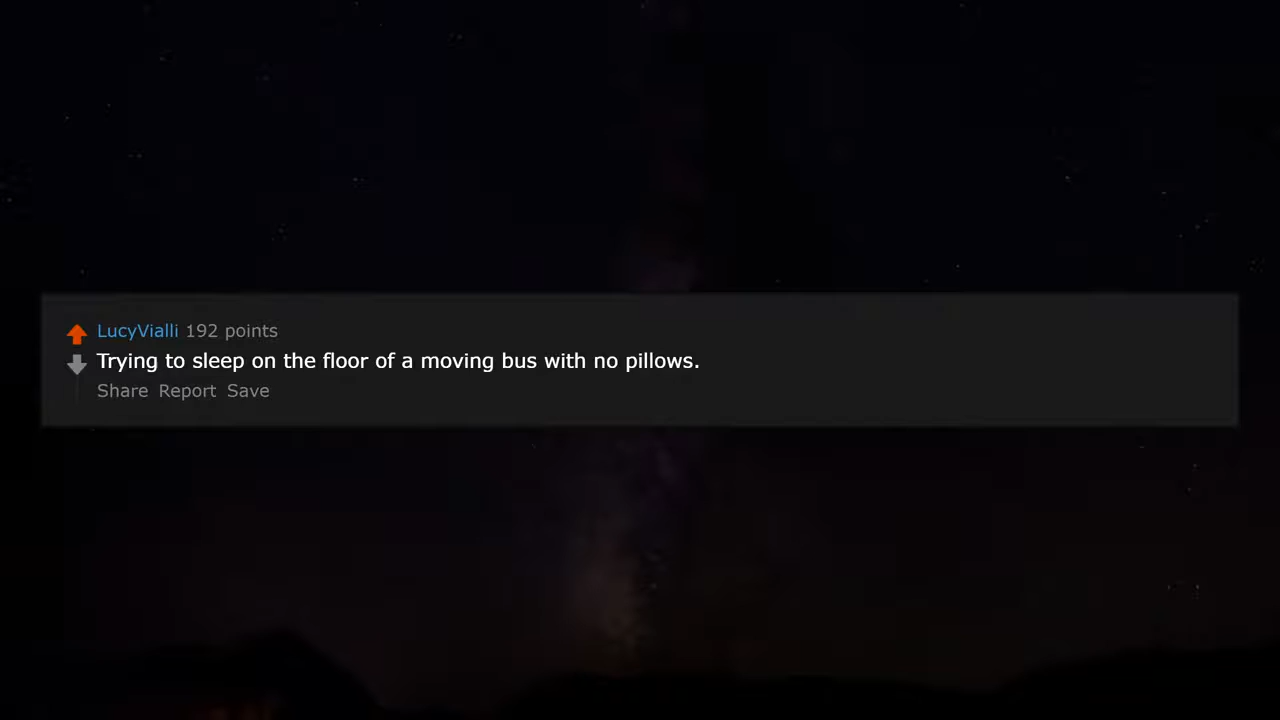 LucyVialli 192 points
Trying to sleep on the floor of a moving bus with no pillows.
Share Report Save